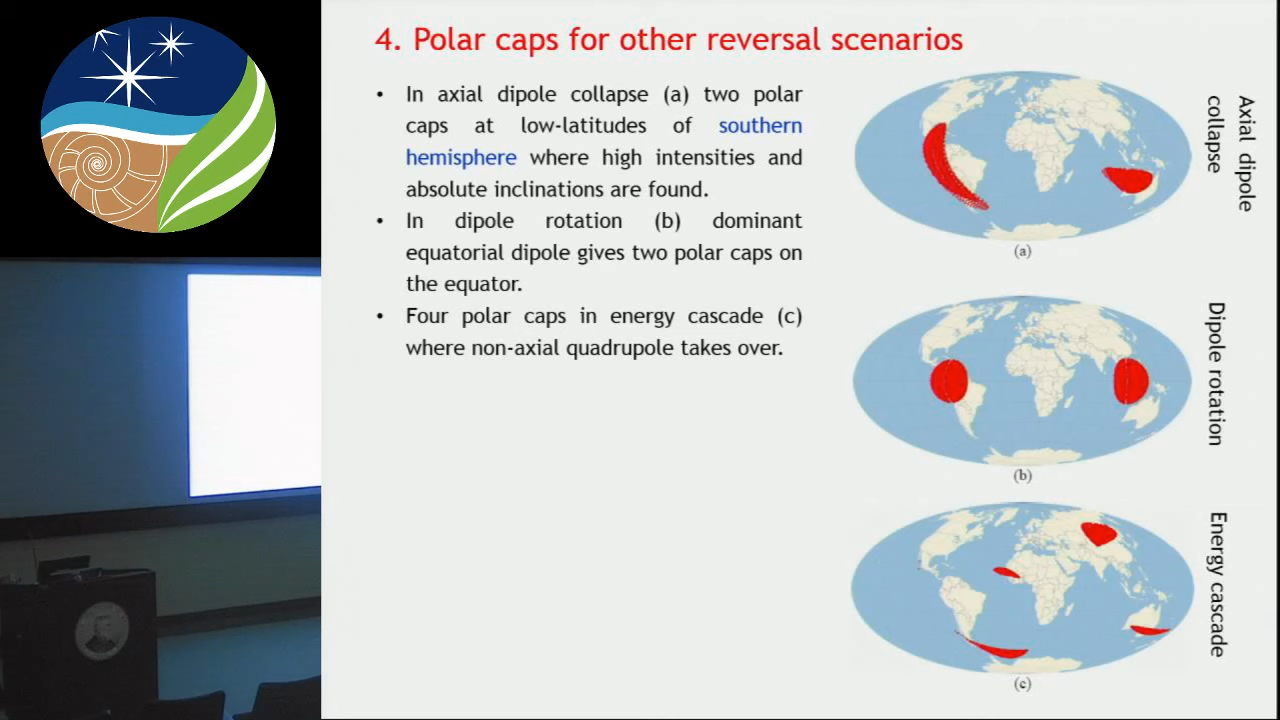 4. Polar caps for other reversal scenarios
• In axial dipole collapse (a) two polar
caps at low-latitudes of southern
hemisphere where high intensities and
absolute inclinations are found.
• In dipole rotation (b) dominant
equatorial dipole gives two polar caps on
the equator.
• Four polar caps in energy cascade (c)
where non-axial quadrupole takes over.
Axial dipole
collapse
(a)
Dipole rotation
(b)
Energy cascade
(c)